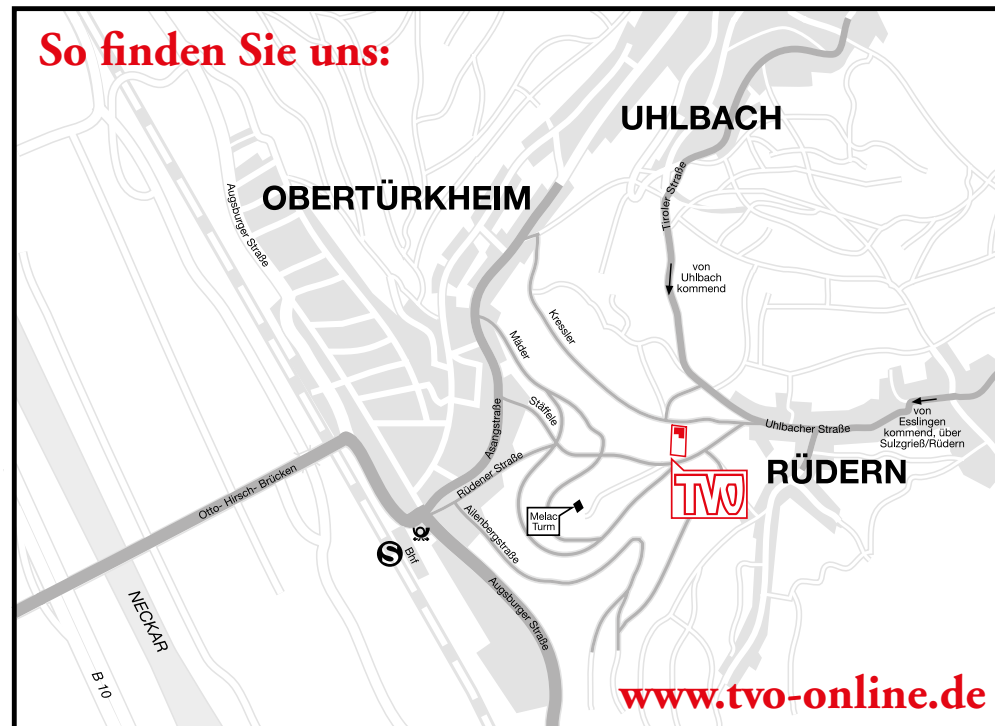 So finden Sie uns:
UHLBACH
OBERTÜRKHEIM
Augsburger Straße
Tiroler Straße
von
Uhlbach
kommend
Kressler
Mäder
Stäffele
Asangstraße
Uhlbacher Straße
von
Esslingen
kommend, über
Sulzgrieß/Rüdern
RÜDERN
TVO
Rüdener Straße
Otto- Hirsch- Brücken
Melac
Turm
Ailenbergstraße
S
Bhf
Augsburger Straße
NECKAR
B 10
www.tvo-online.de